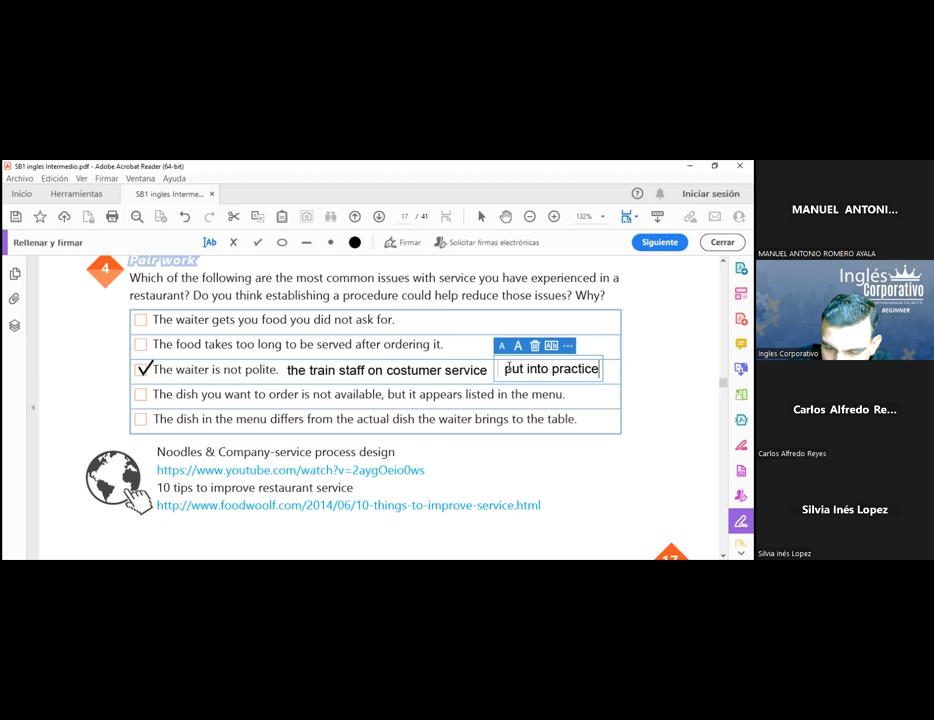 SB1 ingles Intermedio.pdf - Adobe Acrobat Reader (64-bit)
Archivo Edición Ver Firmar Ventana Ayuda
Inicio Herramientas SB1 ingles Interme... × Iniciar sesión
17 / 41 132%
Rellenar y firmar Ab Firmar Solicitar firmas electrónicas Siguiente Cerrar
4 Pairwork
Which of the following are the most common issues with service you have experienced in a
restaurant? Do you think establishing a procedure could help reduce those issues? Why?
The waiter gets you food you did not ask for.
The food takes too long to be served after ordering it.
A A
The waiter is not polite. the train staff on costumer service put into practice
The dish you want to order is not available, but it appears listed in the menu.
The dish in the menu differs from the actual dish the waiter brings to the table.
Noodles & Company-service process design
https://www.youtube.com/watch?v=2aygOeio0ws
10 tips to improve restaurant service
http://www.foodwoolf.com/2014/06/10-things-to-improve-service.html
17
MANUEL ANTONI...
MANUEL ANTONIO ROMERO AYALA
Inglés
Corporativo
BEGINNER
Ingles Corporativo
Carlos Alfredo Re...
Carlos Alfredo Reyes
Silvia Inés Lopez
Silvia Inés Lopez